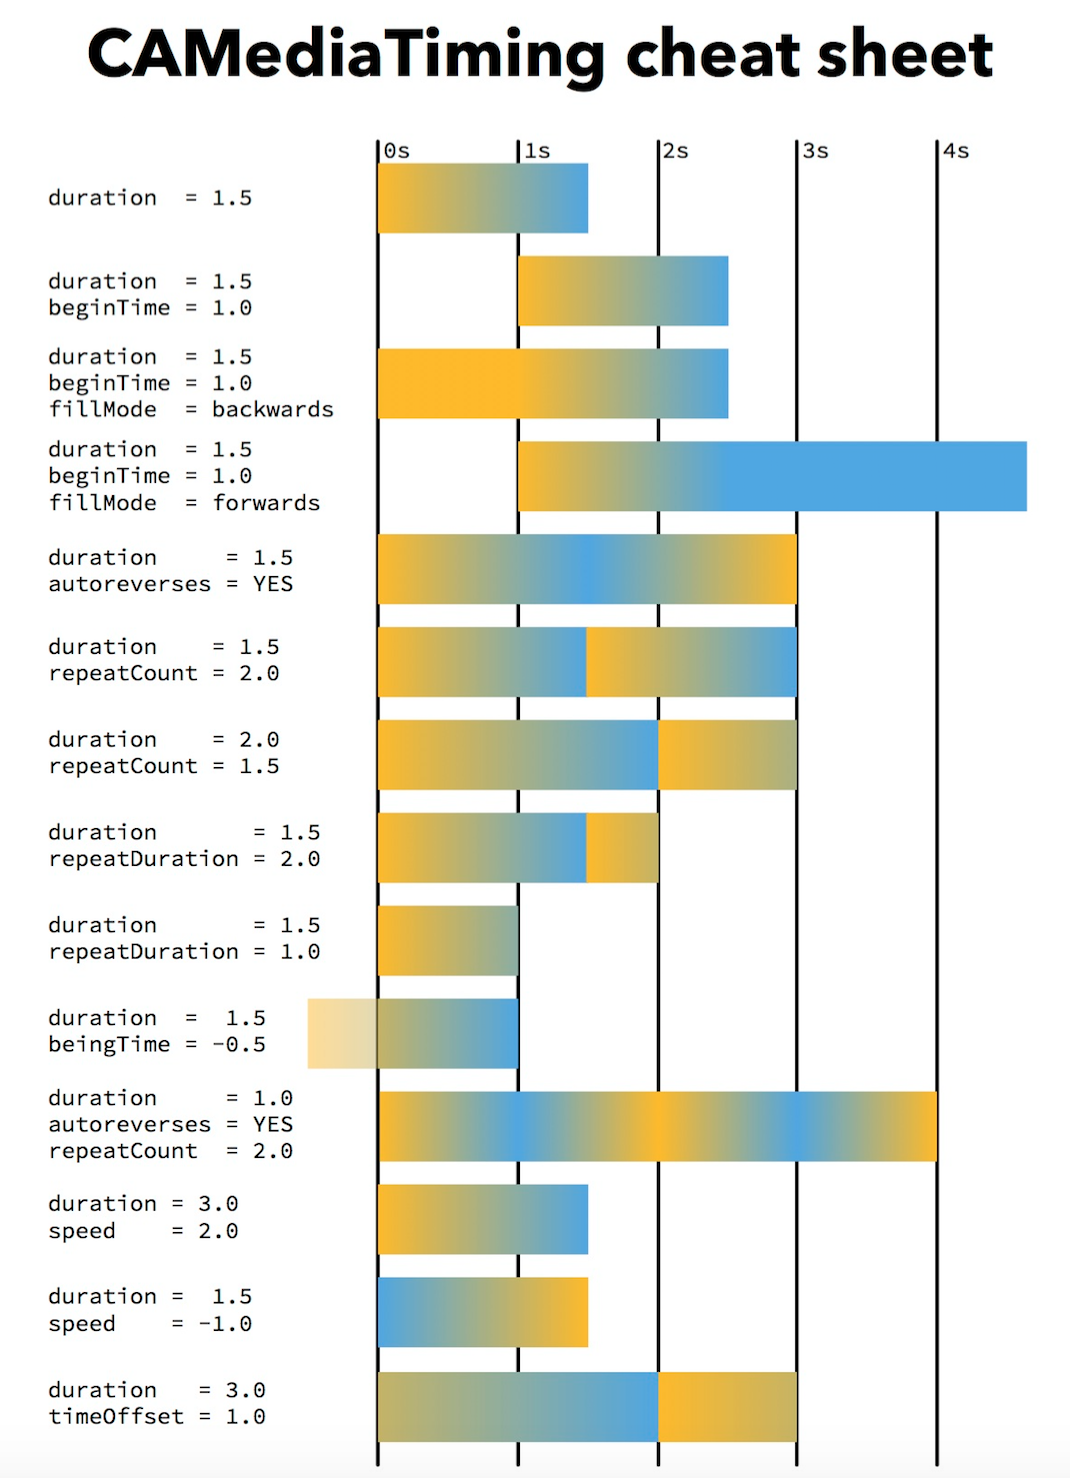 CAMediaTiming cheat sheet
0s 1s 2s 3s 4s
duration = 1.5
duration = 1.5
beginTime = 1.0
duration = 1.5
beginTime = 1.0
fillMode = backwards
duration = 1.5
beginTime = 1.0
fillMode = forwards
duration = 1.5
autoreverses = YES
duration = 1.5
repeatCount = 2.0
duration = 2.0
repeatCount = 1.5
duration = 1.5
repeatDuration = 2.0
duration = 1.5
repeatDuration = 1.0
duration = 1.5
beingTime = -0.5
duration = 1.0
autoreverses = YES
repeatCount = 2.0
duration = 3.0
speed = 2.0
duration = 1.5
speed = -1.0
duration = 3.0
timeOffset = 1.0